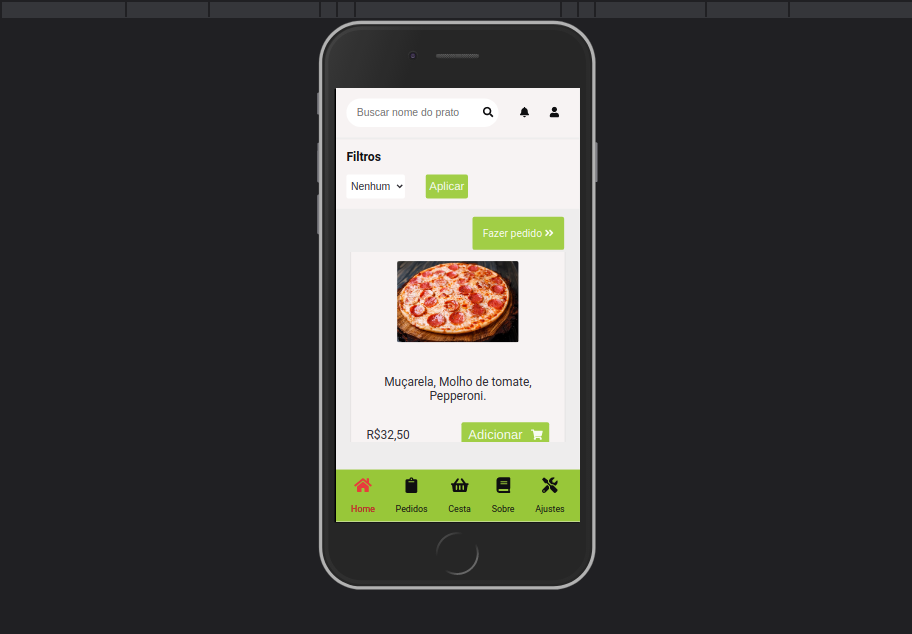 Buscar nome do prato
Filtros
Nenhum
Aplicar
Fazer pedido
Muçarela, Molho de tomate,
Pepperoni.
R$32,50
Adicionar
Home
Pedidos
Cesta
Sobre
Ajustes